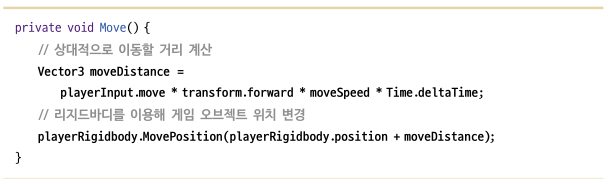 private void Move() {
// 상대적으로 이동할 거리 계산
Vector3 moveDistance =
playerInput.move * transform.forward * moveSpeed * Time.deltaTime;
// 리지드바디를 이용해 게임 오브젝트 위치 변경
playerRigidbody.MovePosition(playerRigidbody.position + moveDistance);
}